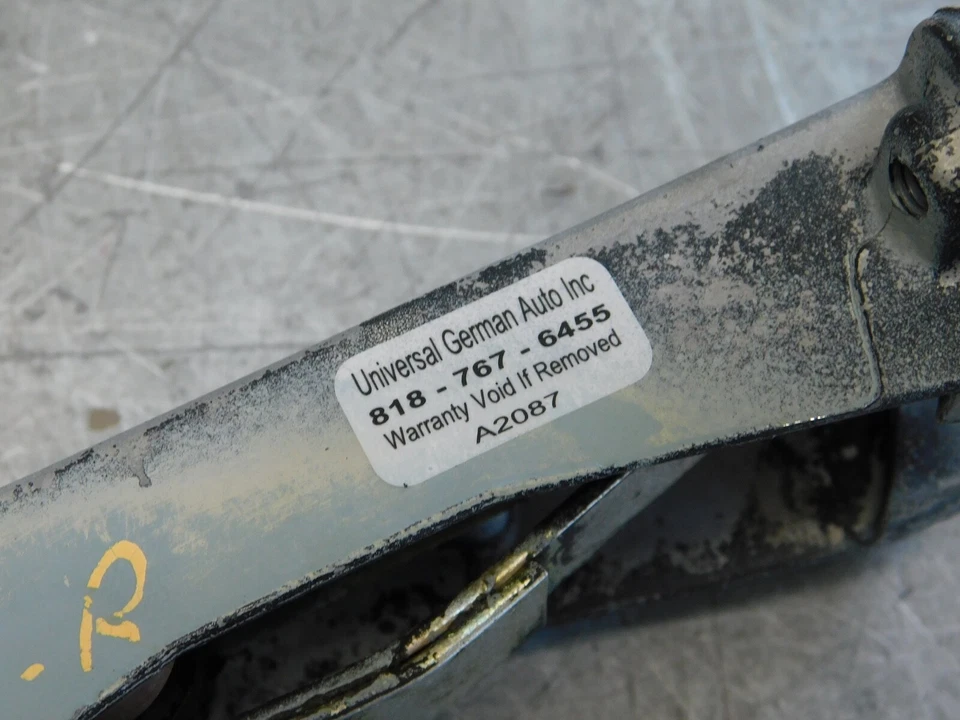 Universal German Auto Inc
818 - 767 - 6455
Warranty Void If Removed
A2087